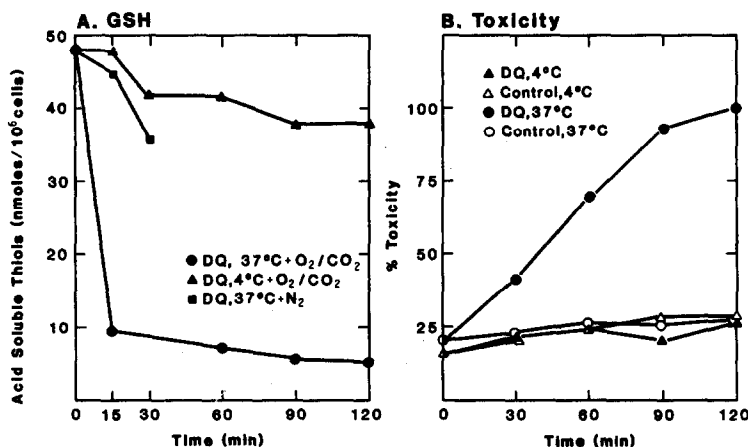 A. GSH
Acid Soluble Thiols (nmoles/10⁶cells)
50
40
30
20
10
0 15 30 60 90 120
Time (min)
● DQ, 37°C+O₂/CO₂
▲ DQ,4°C+O₂/CO₂
■ DQ,37°C+N₂
B. Toxicity
% Toxicity
100
75
50
25
0 30 60 90 120
Time (min)
▲ DQ,4°C
△ Control,4°C
● DQ,37°C
○ Control,37°C